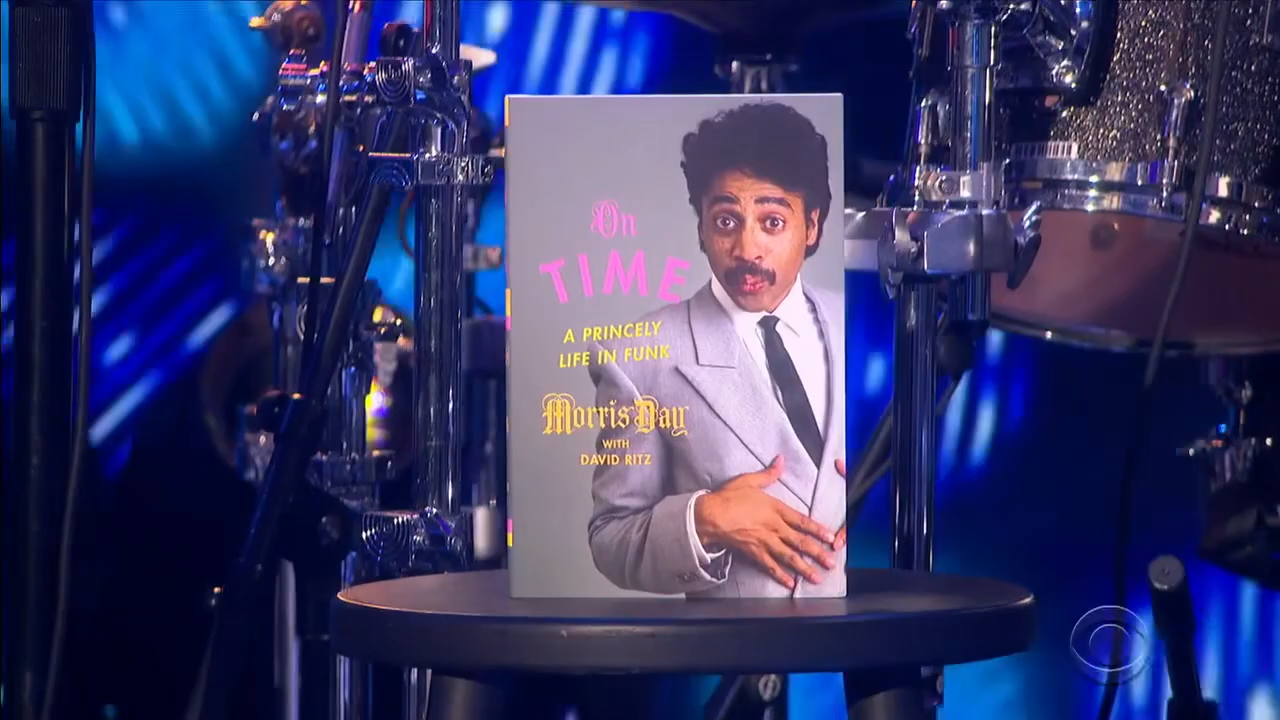 On
TIME
A PRINCELY
LIFE IN FUNK
Morris Day
WITH
DAVID RITZ